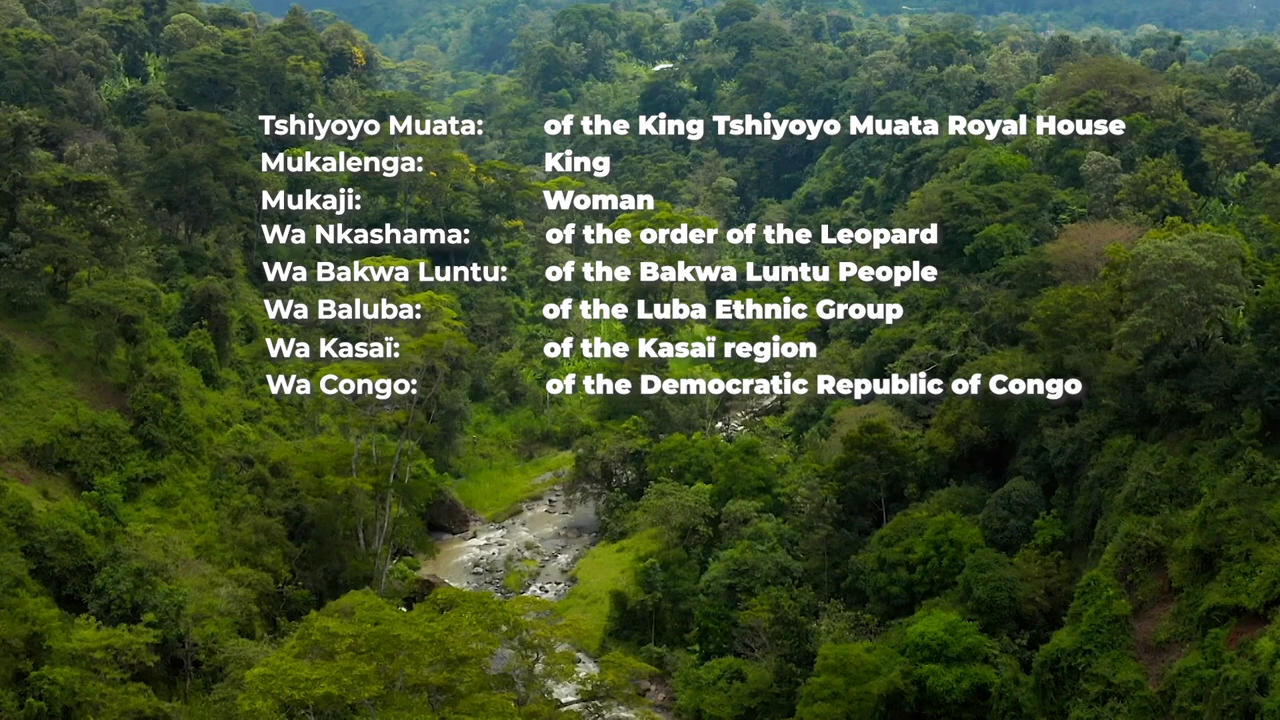 Tshiyoyo Muata: of the King Tshiyoyo Muata Royal House
Mukalenga: King
Mukaji: Woman
Wa Nkashama: of the order of the Leopard
Wa Bakwa Luntu: of the Bakwa Luntu People
Wa Baluba: of the Luba Ethnic Group
Wa Kasaï: of the Kasaï region
Wa Congo: of the Democratic Republic of Congo